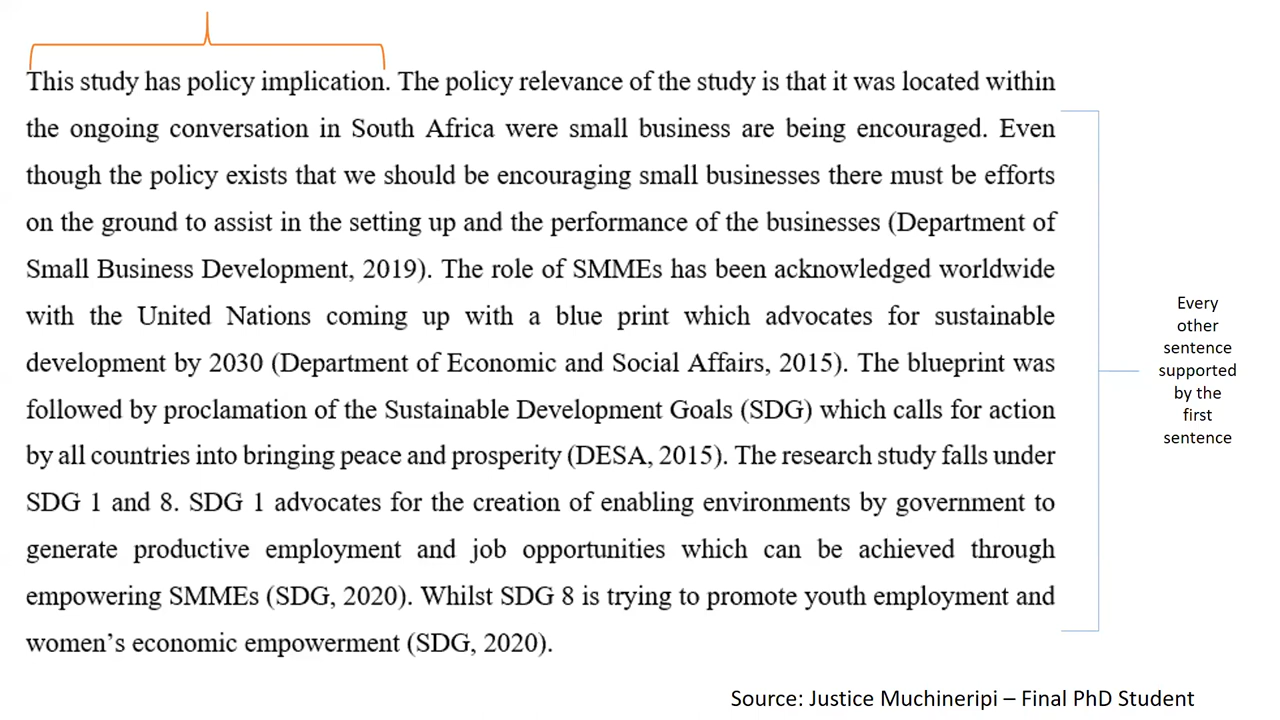 This study has policy implication. The policy relevance of the study is that it was located within
the ongoing conversation in South Africa were small business are being encouraged. Even
though the policy exists that we should be encouraging small businesses there must be efforts
on the ground to assist in the setting up and the performance of the businesses (Department of
Small Business Development, 2019). The role of SMMEs has been acknowledged worldwide
with the United Nations coming up with a blue print which advocates for sustainable
development by 2030 (Department of Economic and Social Affairs, 2015). The blueprint was
followed by proclamation of the Sustainable Development Goals (SDG) which calls for action
by all countries into bringing peace and prosperity (DESA, 2015). The research study falls under
SDG 1 and 8. SDG 1 advocates for the creation of enabling environments by government to
generate productive employment and job opportunities which can be achieved through
empowering SMMEs (SDG, 2020). Whilst SDG 8 is trying to promote youth employment and
women’s economic empowerment (SDG, 2020).
Every
other
sentence
supported
by the
first
sentence
Source: Justice Muchineripi – Final PhD Student